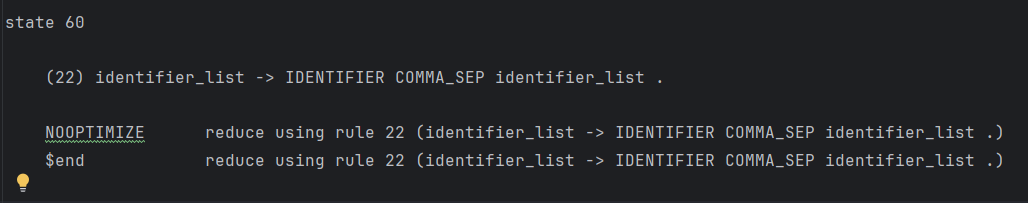 state 60
(22) identifier_list -> IDENTIFIER COMMA_SEP identifier_list .
NOOPTIMIZE      reduce using rule 22 (identifier_list -> IDENTIFIER COMMA_SEP identifier_list .)
$end            reduce using rule 22 (identifier_list -> IDENTIFIER COMMA_SEP identifier_list .)